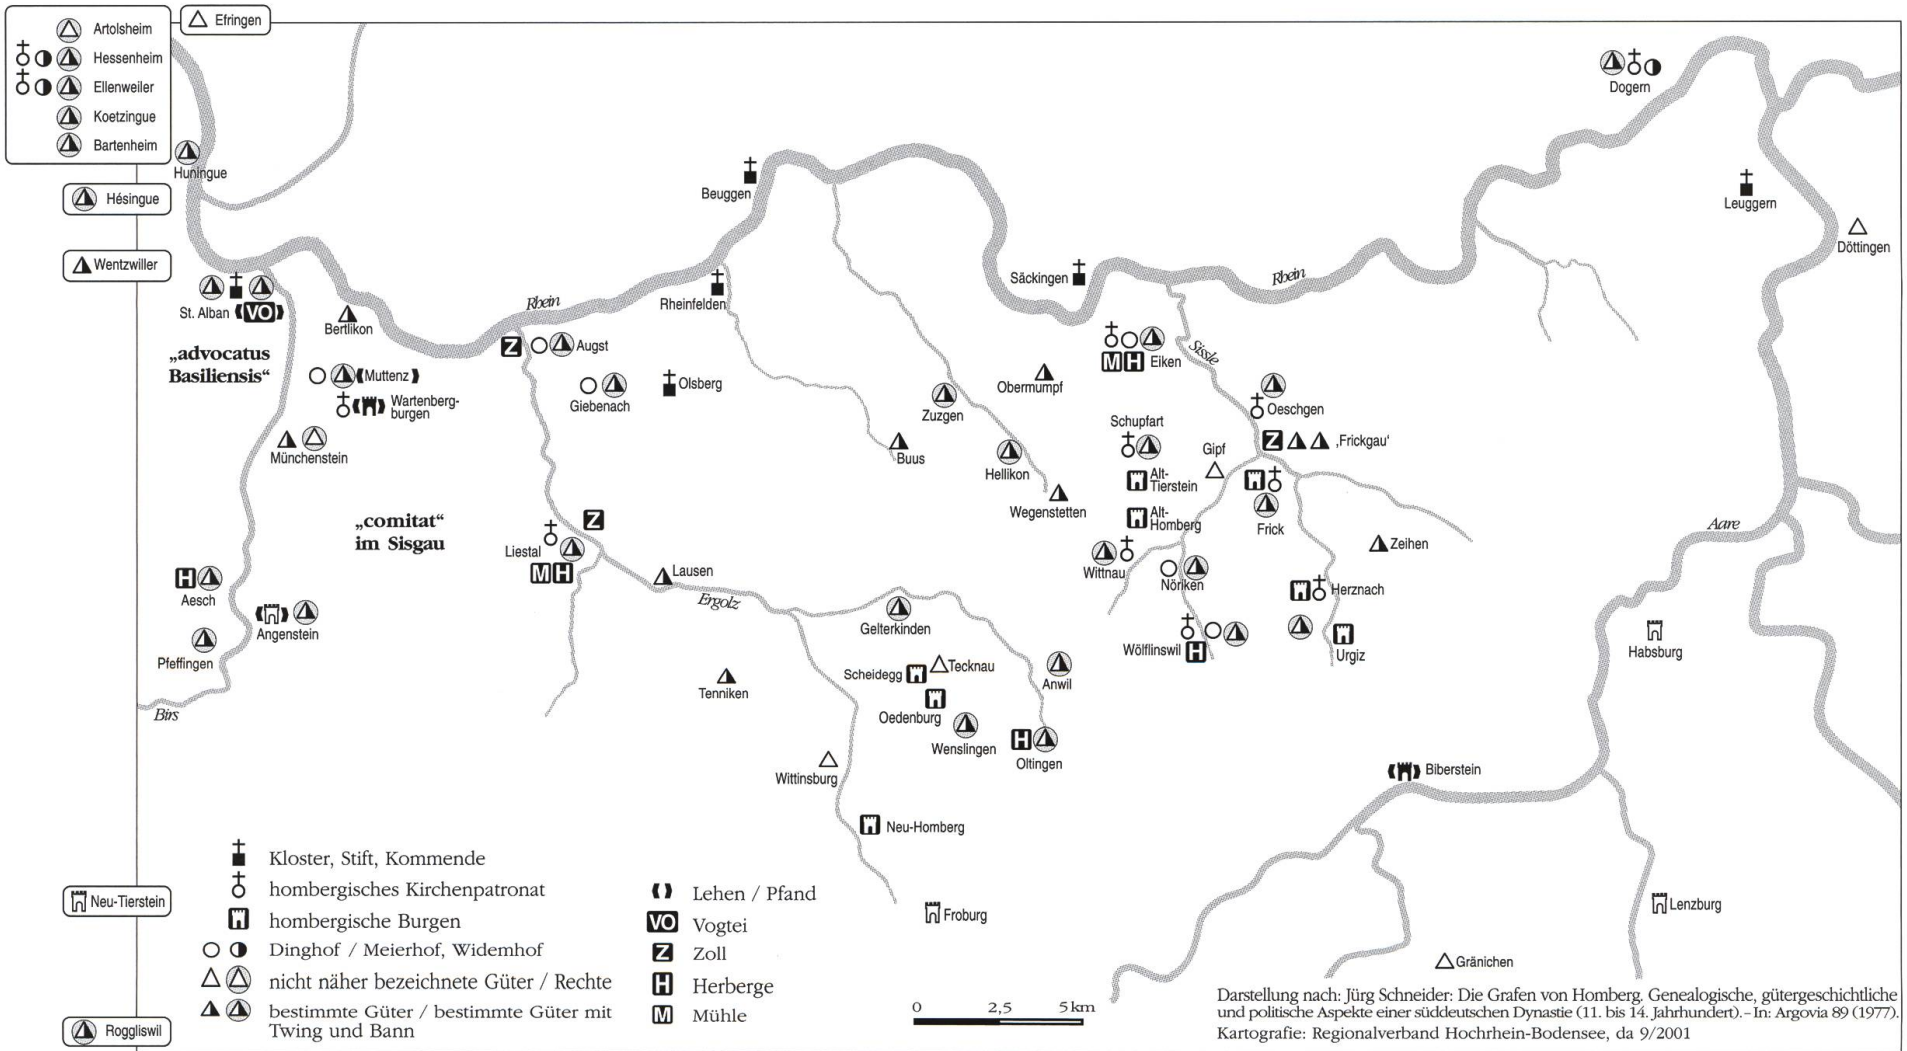 Artolsheim
Hessenheim
Ellenweiler
Koetzingue
Bartenheim
Efringen
Huningue
Hésingue
Wentzwiller
St. Alban
VO
„advocatus
Basiliensis“
Bertlikon
Muttenz
Wartenberg-
burgen
Münchenstein
„comitat“
im Sisgau
H
Aesch
Angenstein
Pfeffingen
Birs
Rhein
Z
Augst
Giebenach
Olsberg
Rheinfelden
Beuggen
Z
Liestal
M H
Lausen
Ergolz
Tenniken
Gelterkinden
Scheidegg
Tecknau
Oedenburg
Wenslingen
Anwil
H
Oltingen
Wittinsburg
Neu-Homberg
Froburg
Buus
Zuzgen
Hellikon
Wegenstetten
Obermumpf
Säckingen
Rhein
M H Eiken
Sissle
Oeschgen
Z ‚Frickgau‘
Schupfart
Gipf
Alt-
Tierstein
Alt-
Homberg
Frick
Wittnau
Nöriken
Zeihen
Herznach
Urgiz
Wölflinswil H
Dogern
Leuggern
Döttingen
Aare
Habsburg
Biberstein
Lenzburg
Gränichen
Neu-Tierstein
Roggliswil
Kloster, Stift, Kommende
hombergisches Kirchenpatronat
hombergische Burgen
Dinghof / Meierhof, Widemhof
nicht näher bezeichnete Güter / Rechte
bestimmte Güter / bestimmte Güter mit
Twing und Bann
Lehen / Pfand
VO Vogtei
Z Zoll
H Herberge
M Mühle
0 2,5 5 km
Darstellung nach: Jürg Schneider: Die Grafen von Homberg. Genealogische, gütergeschichtliche
und politische Aspekte einer süddeutschen Dynastie (11. bis 14. Jahrhundert). – In: Argovia 89 (1977).
Kartografie: Regionalverband Hochrhein-Bodensee, da 9/2001